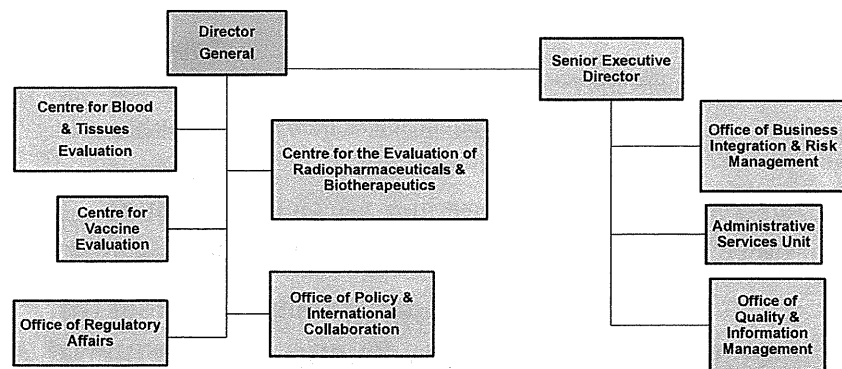 Director
General
Senior Executive
Director
Centre for Blood
& Tissues
Evaluation
Centre for the Evaluation of
Radiopharmaceuticals &
Biotherapeutics
Office of Business
Integration & Risk
Management
Centre for
Vaccine
Evaluation
Administrative
Services Unit
Office of Regulatory
Affairs
Office of Policy &
International
Collaboration
Office of
Quality &
Information
Management